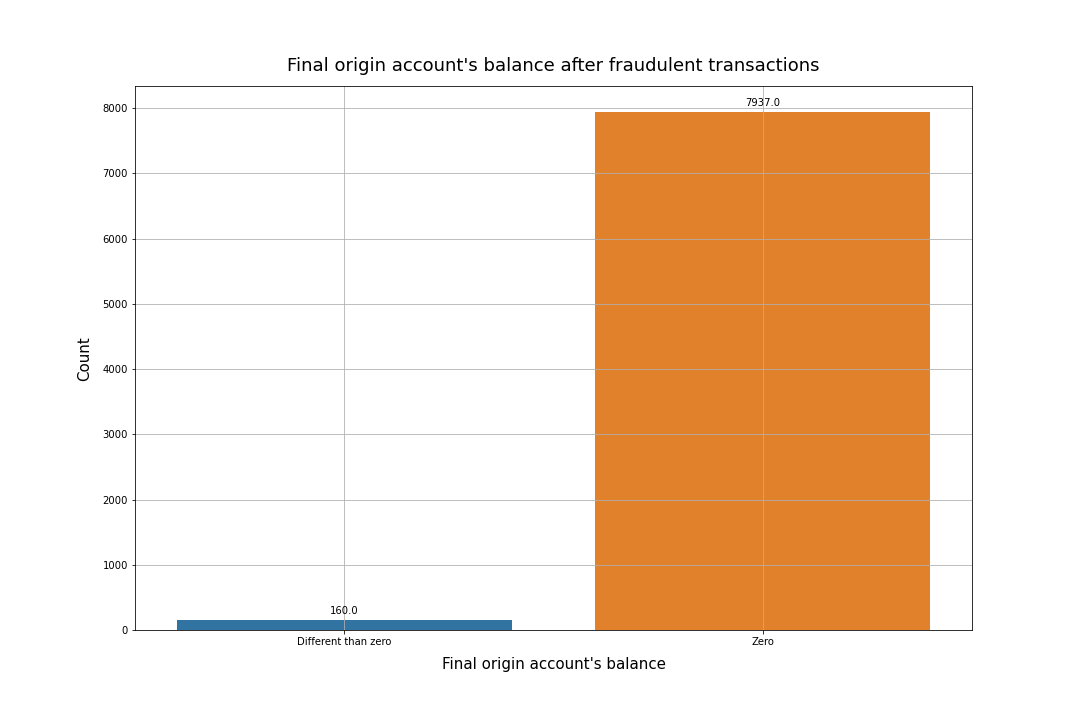 Final origin account's balance after fraudulent transactions
8000
7000
6000
5000
4000
3000
2000
1000
0
Count
7937.0
160.0
Different than zero
Zero
Final origin account's balance